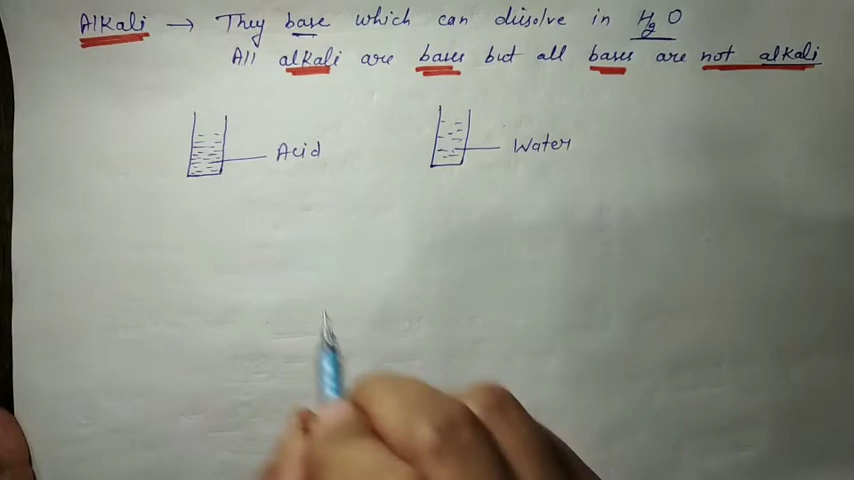 Alkali → They base which can dissolve in H2O
All alkali are bases but all bases are not alkali
Acid
Water